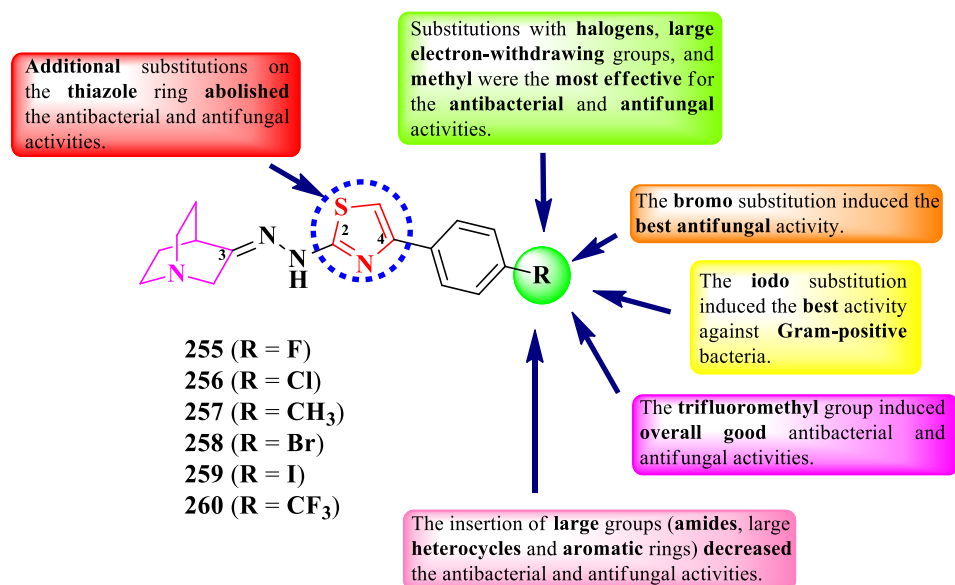 Additional substitutions on
the thiazole ring abolished
the antibacterial and antifungal
activities.
Substitutions with halogens, large
electron-withdrawing groups, and
methyl were the most effective for
the antibacterial and antifungal
activities.
The bromo substitution induced the
best antifungal activity.
The iodo substitution
induced the best activity
against Gram-positive
bacteria.
The trifluoromethyl group induced
overall good antibacterial and
antifungal activities.
The insertion of large groups (amides, large
heterocycles and aromatic rings) decreased
the antibacterial and antifungal activities.
N
3
N
N
H
S
2
4
N
R
255 (R = F)
256 (R = Cl)
257 (R = CH3)
258 (R = Br)
259 (R = I)
260 (R = CF3)